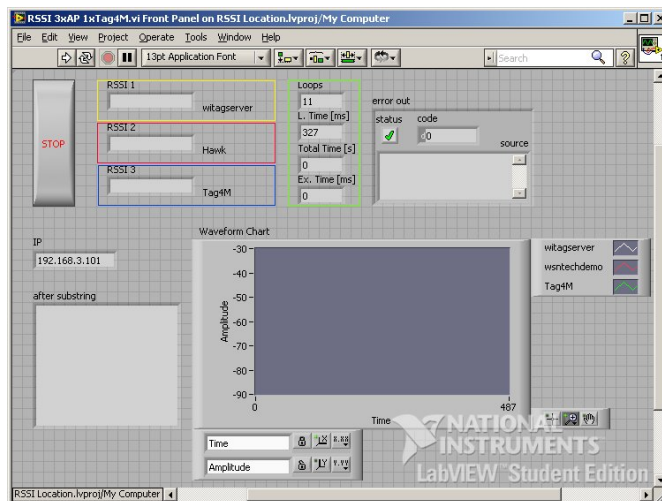 RSSI 3xAP 1xTag4M.vi Front Panel on RSSI Location.lvproj/My Computer
File Edit View Project Operate Tools Window Help
13pt Application Font
Search
RSSI 1
witagserver
RSSI 2
Hawk
RSSI 3
Tag4M
STOP
Loops
11
L. Time [ms]
327
Total Time [s]
0
Ex. Time [ms]
0
error out
status code
0
source
IP
192.168.3.101
after substring
Waveform Chart
-30
-40
-50
-60
-70
-80
-90
Amplitude
0 487
Time
witagserver
wsntechdemo
Tag4M
Time
Amplitude
NATIONAL
INSTRUMENTS
LabVIEW™ Student Edition
RSSI Location.lvproj/My Computer